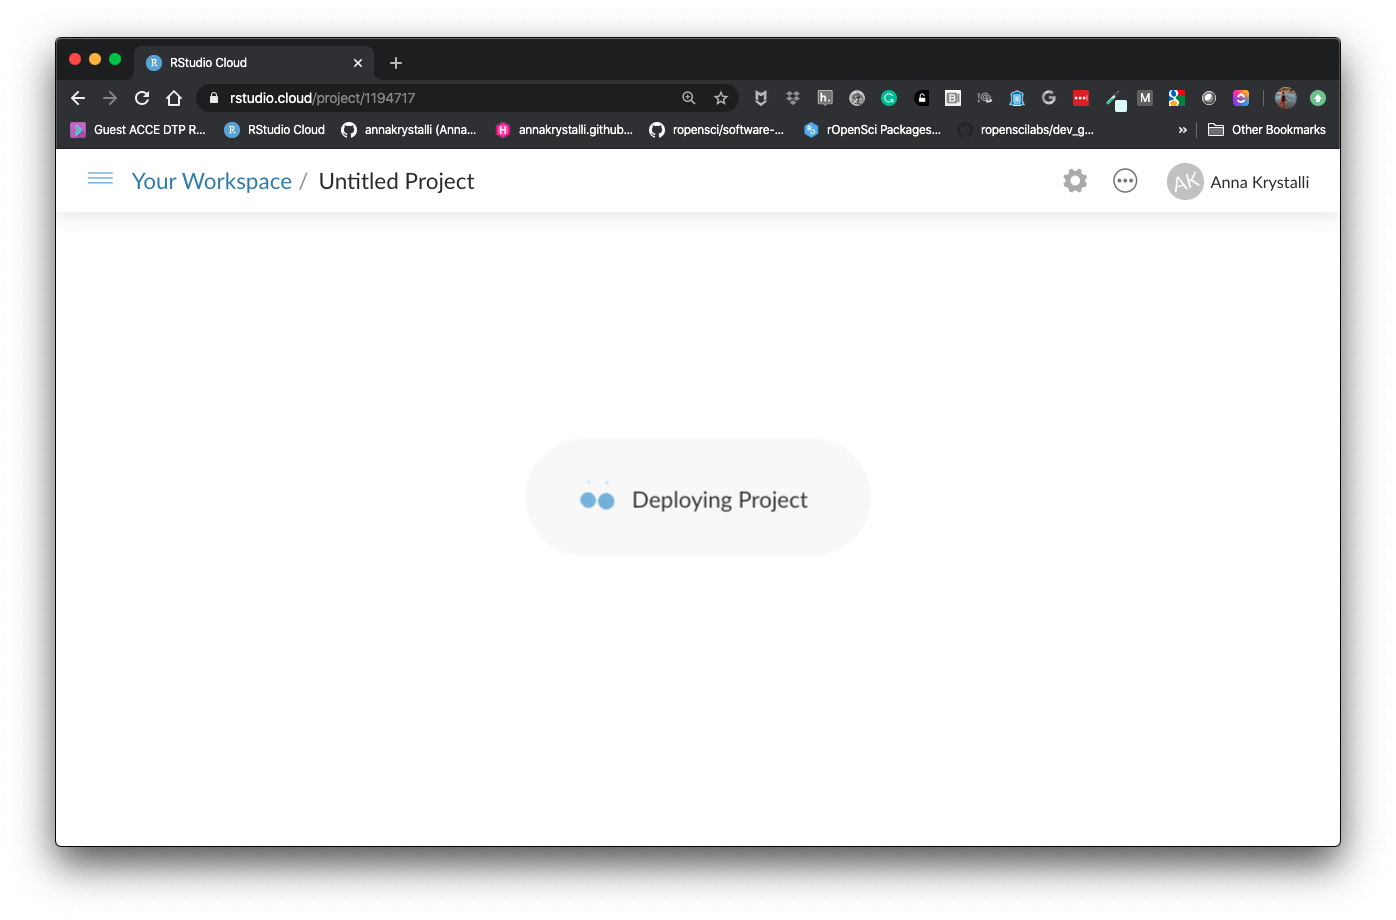 RStudio Cloud
rstudio.cloud/project/1194717
Guest ACCE DTP R... RStudio Cloud annakrystalli (Anna... annakrystalli.github... ropensci/software-... rOpenSci Packages... ropenscilabs/dev_g... » Other Bookmarks
Your Workspace / Untitled Project
AK Anna Krystalli
Deploying Project